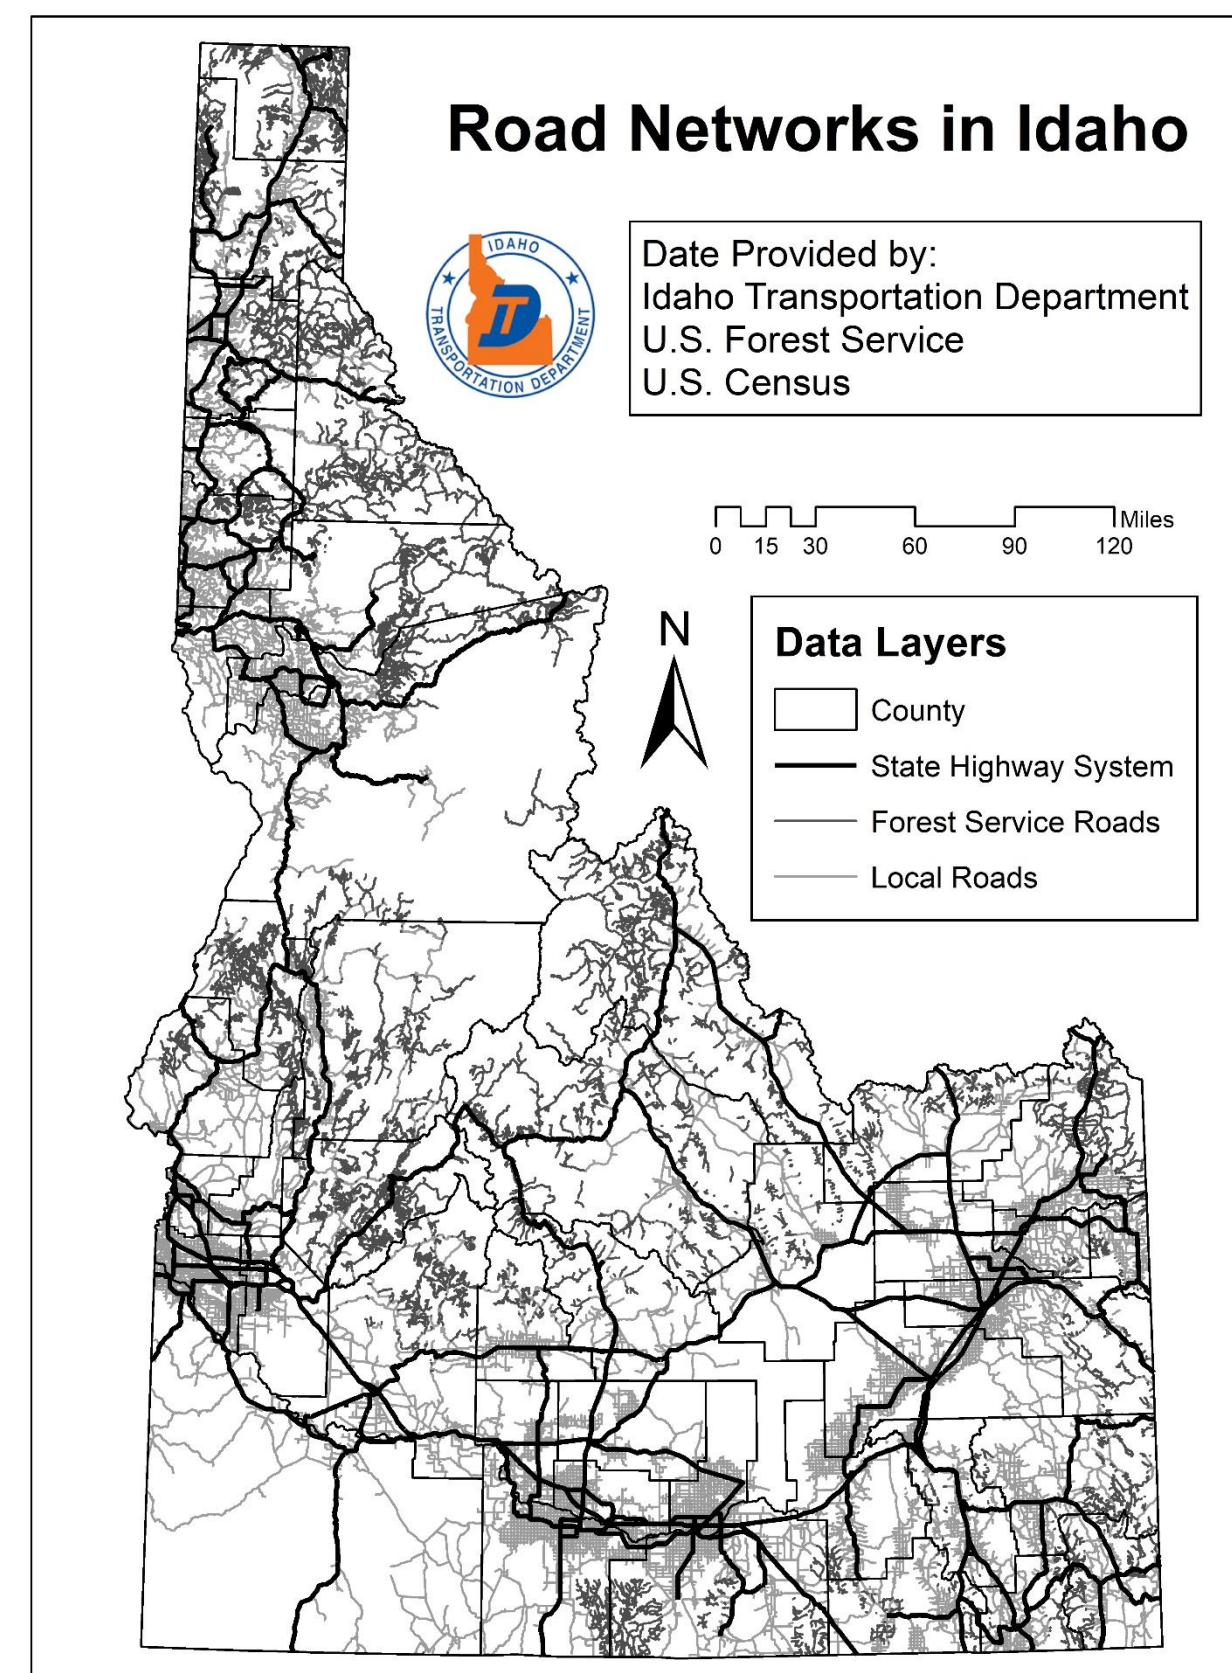 Road Networks in Idaho
IDAHO
TRANSPORTATION DEPARTMENT
DIT
Date Provided by:
Idaho Transportation Department
U.S. Forest Service
U.S. Census
Miles
0 15 30 60 90 120
N
Data Layers
County
State Highway System
Forest Service Roads
Local Roads